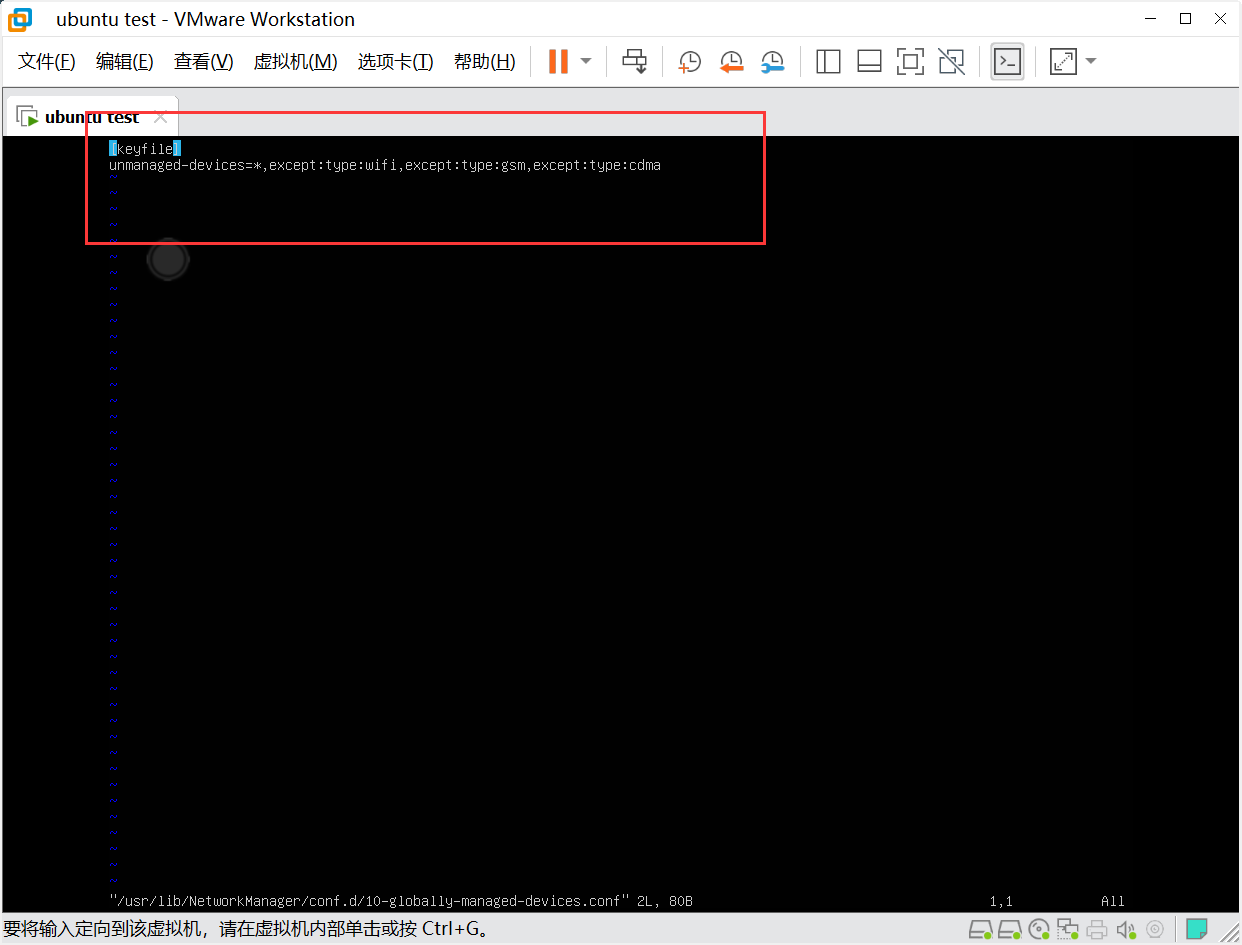 ubuntu test - VMware Workstation
文件(F) 编辑(E) 查看(V) 虚拟机(M) 选项卡(T) 帮助(H)
ubuntu test
[keyfile]
unmanaged-devices=*,except:type:wifi,except:type:gsm,except:type:cdma
"/usr/lib/NetworkManager/conf.d/10-globally-managed-devices.conf" 2L, 80B 1,1 All
要将输入定向到该虚拟机，请在虚拟机内部单击或按 Ctrl+G。